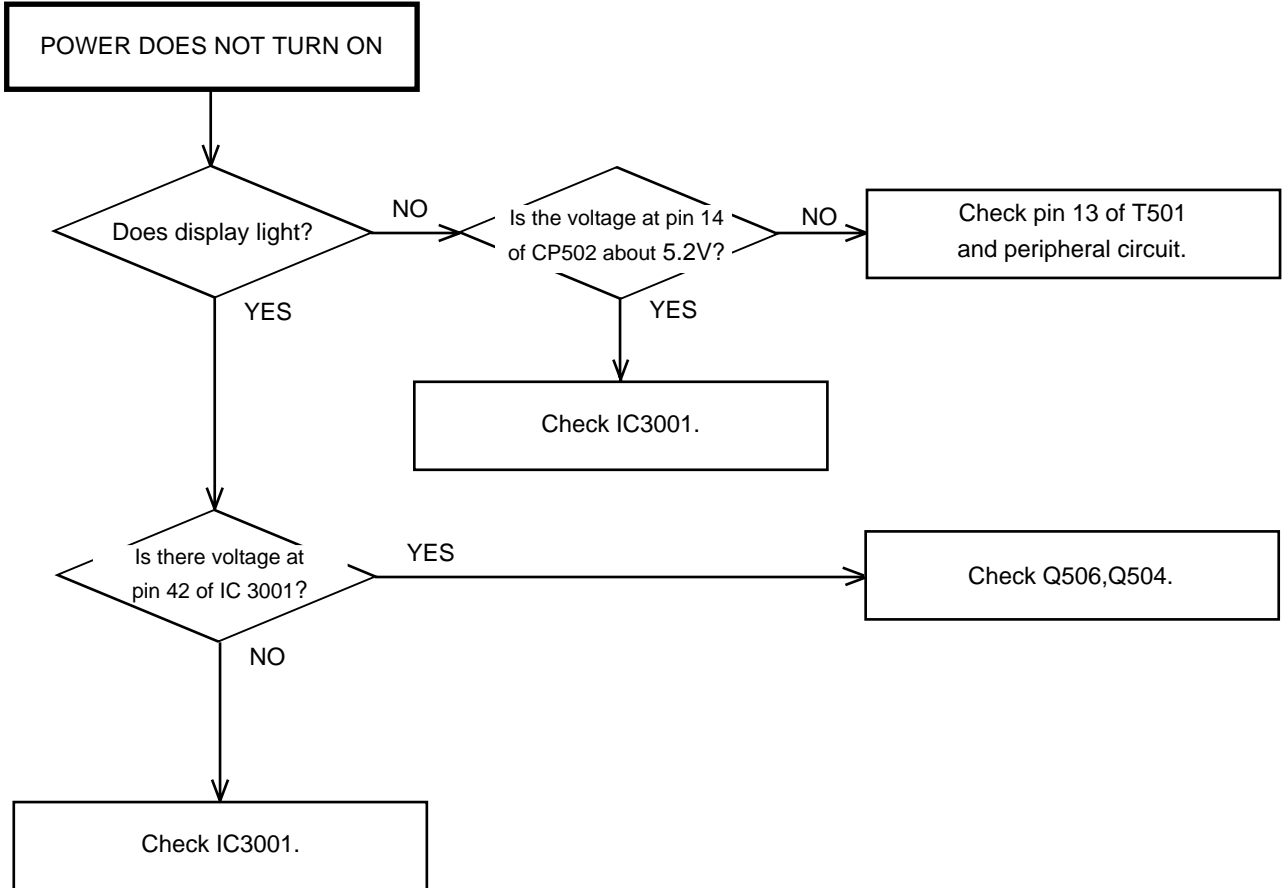 POWER DOES NOT TURN ON
Does display light?
NO
Is the voltage at pin 14
of CP502 about 5.2V?
NO
Check pin 13 of T501
and peripheral circuit.
YES
YES
Check IC3001.
Is there voltage at
pin 42 of IC 3001?
YES
Check Q506,Q504.
NO
Check IC3001.